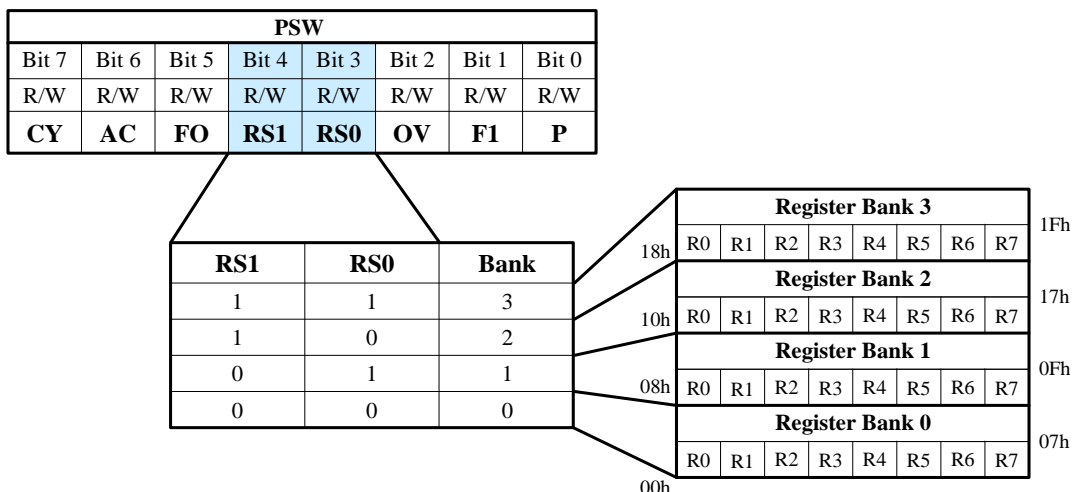 PSW
Bit 7 Bit 6 Bit 5 Bit 4 Bit 3 Bit 2 Bit 1 Bit 0
R/W R/W R/W R/W R/W R/W R/W R/W
CY AC FO RS1 RS0 OV F1 P
RS1 RS0 Bank
1 1 3
1 0 2
0 1 1
0 0 0
Register Bank 3
1Fh
18h R0 R1 R2 R3 R4 R5 R6 R7
Register Bank 2
17h
10h R0 R1 R2 R3 R4 R5 R6 R7
Register Bank 1
0Fh
08h R0 R1 R2 R3 R4 R5 R6 R7
Register Bank 0
07h
R0 R1 R2 R3 R4 R5 R6 R7
00h